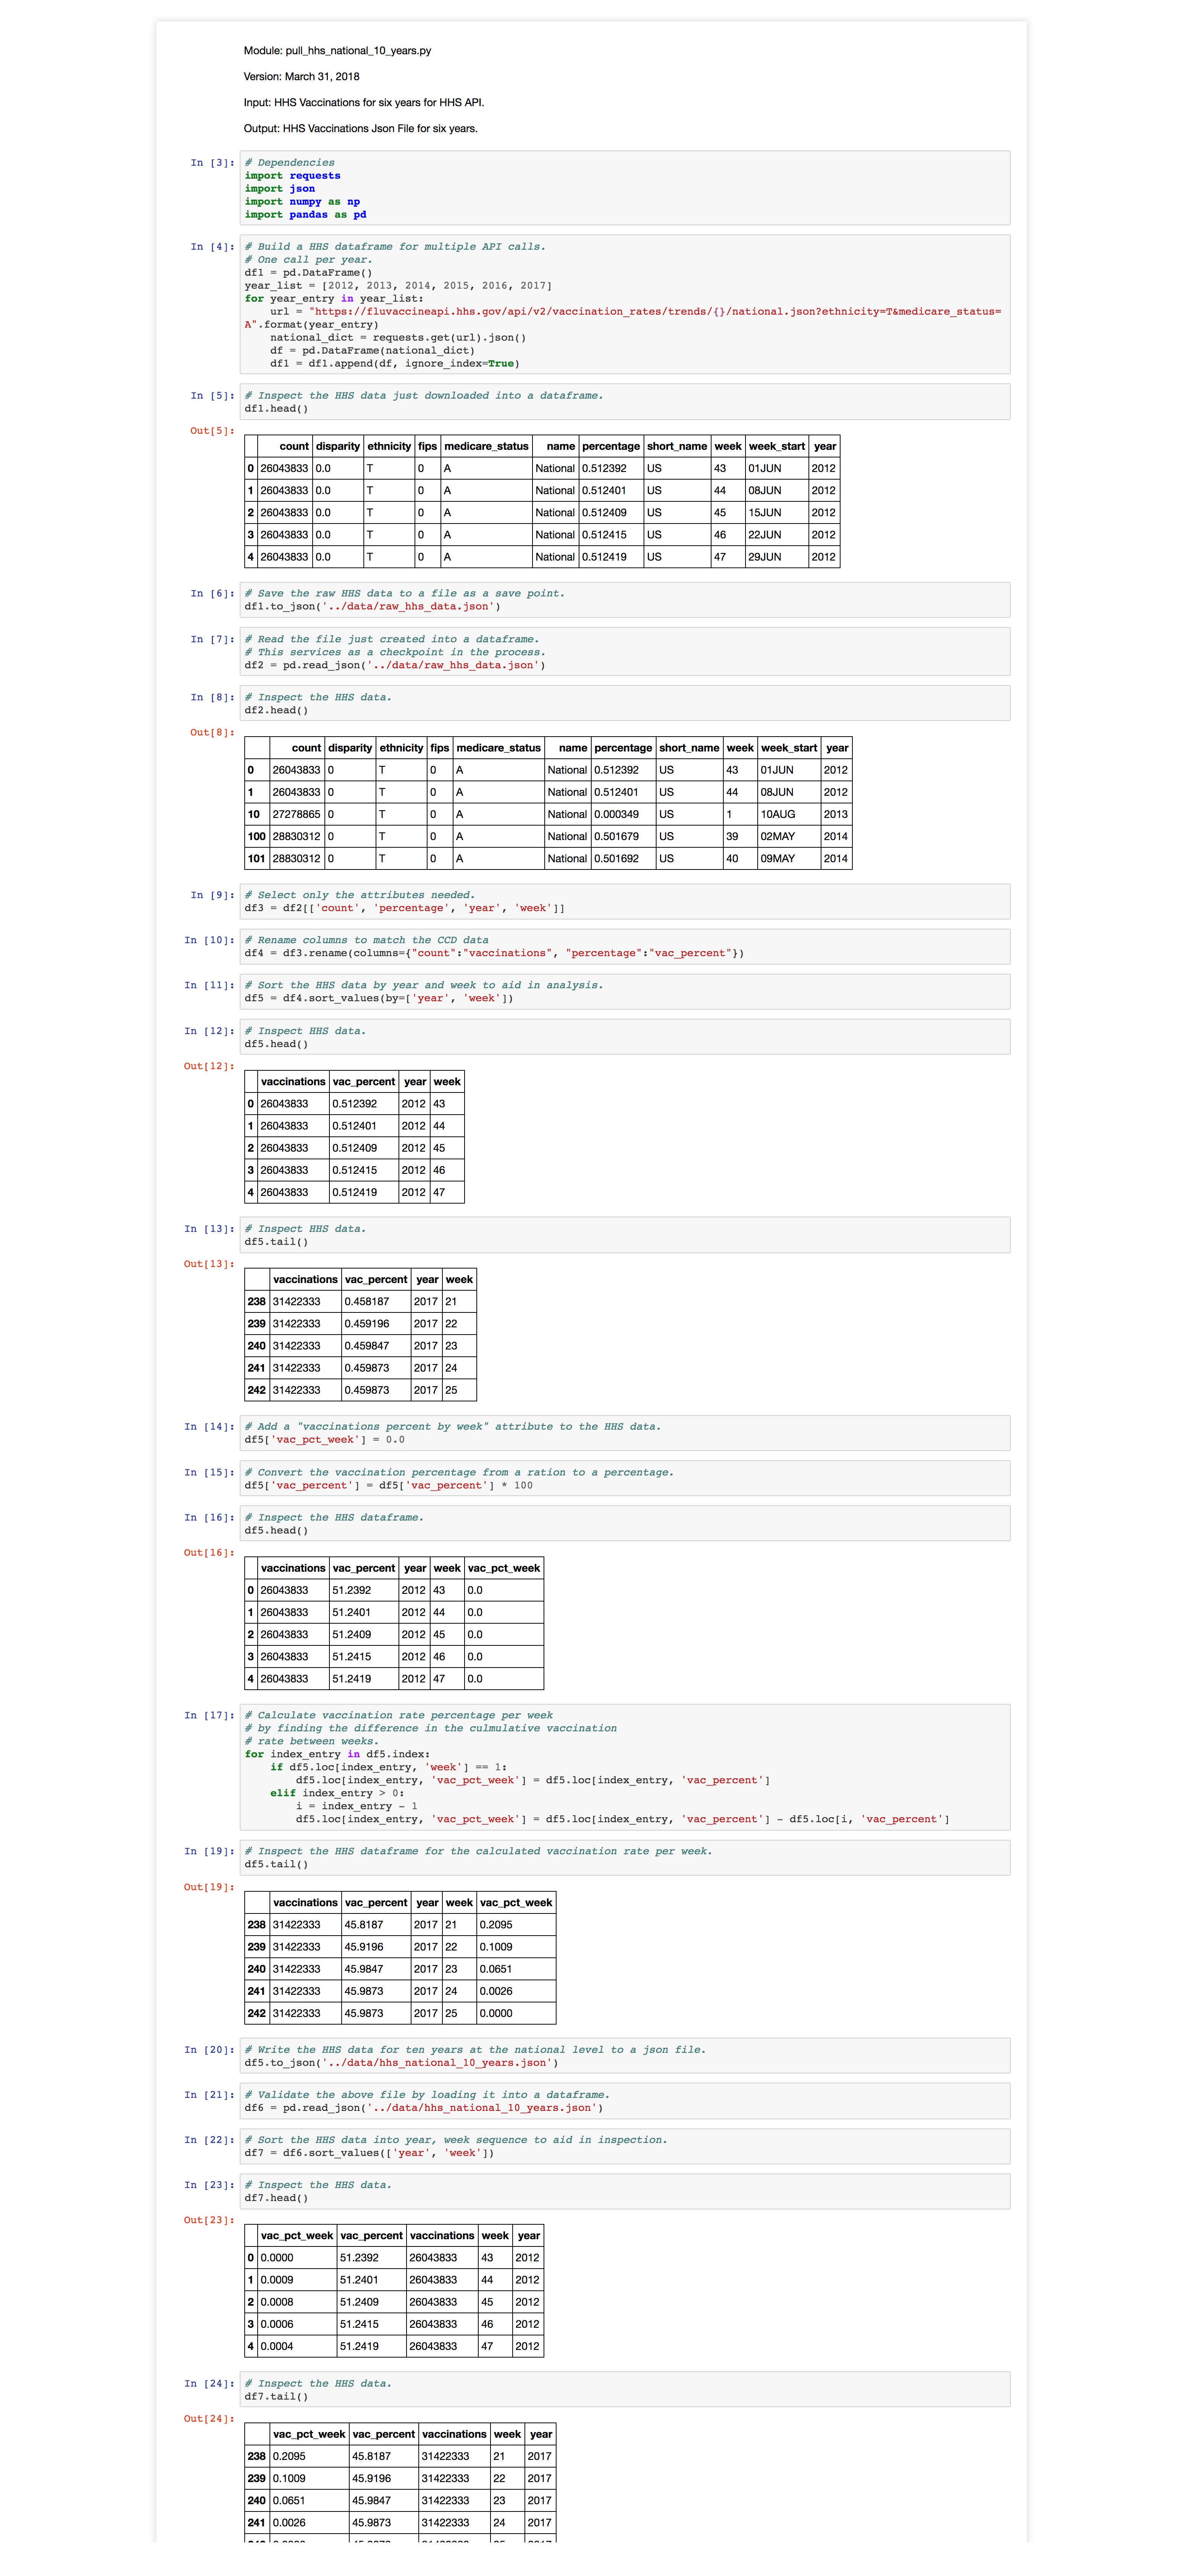 Module: pull_hhs_national_10_years.py
Version: March 31, 2018
Input: HHS Vaccinations for six years for HHS API.
Output: HHS Vaccinations Json File for six years.
In [3]: # Dependencies
import requests
import json
import numpy as np
import pandas as pd
In [4]: # Build a HHS dataframe for multiple API calls.
# One call per year.
df1 = pd.DataFrame()
year_list = [2012, 2013, 2014, 2015, 2016, 2017]
for year_entry in year_list:
    url = "https://fluvaccineapi.hhs.gov/api/v2/vaccination_rates/trends/{}/national.json?ethnicity=T&medicare_status=
A".format(year_entry)
    national_dict = requests.get(url).json()
    df = pd.DataFrame(national_dict)
    df1 = df1.append(df, ignore_index=True)
In [5]: # Inspect the HHS data just downloaded into a dataframe.
df1.head()
Out[5]:
count disparity ethnicity fips medicare_status name percentage short_name week week_start year
0 26043833 0.0 T 0 A National 0.512392 US 43 01JUN 2012
1 26043833 0.0 T 0 A National 0.512401 US 44 08JUN 2012
2 26043833 0.0 T 0 A National 0.512409 US 45 15JUN 2012
3 26043833 0.0 T 0 A National 0.512415 US 46 22JUN 2012
4 26043833 0.0 T 0 A National 0.512419 US 47 29JUN 2012
In [6]: # Save the raw HHS data to a file as a save point.
df1.to_json('../data/raw_hhs_data.json')
In [7]: # Read the file just created into a dataframe.
# This services as a checkpoint in the process.
df2 = pd.read_json('../data/raw_hhs_data.json')
In [8]: # Inspect the HHS data.
df2.head()
Out[8]:
count disparity ethnicity fips medicare_status name percentage short_name week week_start year
0 26043833 0 T 0 A National 0.512392 US 43 01JUN 2012
1 26043833 0 T 0 A National 0.512401 US 44 08JUN 2012
10 27278865 0 T 0 A National 0.000349 US 1 10AUG 2013
100 28830312 0 T 0 A National 0.501679 US 39 02MAY 2014
101 28830312 0 T 0 A National 0.501692 US 40 09MAY 2014
In [9]: # Select only the attributes needed.
df3 = df2[['count', 'percentage', 'year', 'week']]
In [10]: # Rename columns to match the CCD data
df4 = df3.rename(columns={"count":"vaccinations", "percentage":"vac_percent"})
In [11]: # Sort the HHS data by year and week to aid in analysis.
df5 = df4.sort_values(by=['year', 'week'])
In [12]: # Inspect HHS data.
df5.head()
Out[12]:
vaccinations vac_percent year week
0 26043833 0.512392 2012 43
1 26043833 0.512401 2012 44
2 26043833 0.512409 2012 45
3 26043833 0.512415 2012 46
4 26043833 0.512419 2012 47
In [13]: # Inspect HHS data.
df5.tail()
Out[13]:
vaccinations vac_percent year week
238 31422333 0.458187 2017 21
239 31422333 0.459196 2017 22
240 31422333 0.459847 2017 23
241 31422333 0.459873 2017 24
242 31422333 0.459873 2017 25
In [14]: # Add a "vaccinations percent by week" attribute to the HHS data.
df5['vac_pct_week'] = 0.0
In [15]: # Convert the vaccination percentage from a ration to a percentage.
df5['vac_percent'] = df5['vac_percent'] * 100
In [16]: # Inspect the HHS dataframe.
df5.head()
Out[16]:
vaccinations vac_percent year week vac_pct_week
0 26043833 51.2392 2012 43 0.0
1 26043833 51.2401 2012 44 0.0
2 26043833 51.2409 2012 45 0.0
3 26043833 51.2415 2012 46 0.0
4 26043833 51.2419 2012 47 0.0
In [17]: # Calculate vaccination rate percentage per week
# by finding the difference in the culmulative vaccination
# rate between weeks.
for index_entry in df5.index:
    if df5.loc[index_entry, 'week'] == 1:
        df5.loc[index_entry, 'vac_pct_week'] = df5.loc[index_entry, 'vac_percent']
    elif index_entry > 0:
        i = index_entry - 1
        df5.loc[index_entry, 'vac_pct_week'] = df5.loc[index_entry, 'vac_percent'] - df5.loc[i, 'vac_percent']
In [19]: # Inspect the HHS dataframe for the calculated vaccination rate per week.
df5.tail()
Out[19]:
vaccinations vac_percent year week vac_pct_week
238 31422333 45.8187 2017 21 0.2095
239 31422333 45.9196 2017 22 0.1009
240 31422333 45.9847 2017 23 0.0651
241 31422333 45.9873 2017 24 0.0026
242 31422333 45.9873 2017 25 0.0000
In [20]: # Write the HHS data for ten years at the national level to a json file.
df5.to_json('../data/hhs_national_10_years.json')
In [21]: # Validate the above file by loading it into a dataframe.
df6 = pd.read_json('../data/hhs_national_10_years.json')
In [22]: # Sort the HHS data into year, week sequence to aid in inspection.
df7 = df6.sort_values(['year', 'week'])
In [23]: # Inspect the HHS data.
df7.head()
Out[23]:
vac_pct_week vac_percent vaccinations week year
0 0.0000 51.2392 26043833 43 2012
1 0.0009 51.2401 26043833 44 2012
2 0.0008 51.2409 26043833 45 2012
3 0.0006 51.2415 26043833 46 2012
4 0.0004 51.2419 26043833 47 2012
In [24]: # Inspect the HHS data.
df7.tail()
Out[24]:
vac_pct_week vac_percent vaccinations week year
238 0.2095 45.8187 31422333 21 2017
239 0.1009 45.9196 31422333 22 2017
240 0.0651 45.9847 31422333 23 2017
241 0.0026 45.9873 31422333 24 2017